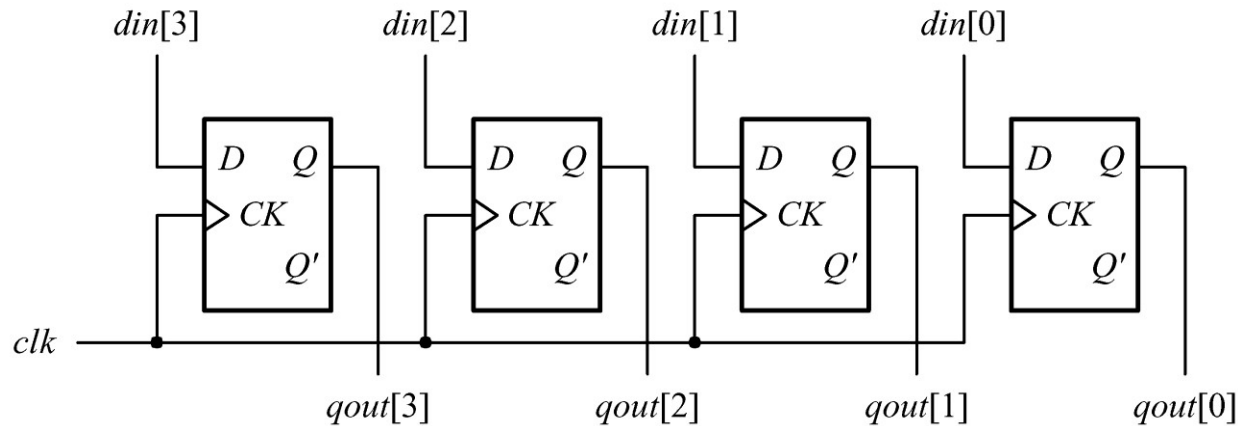 din[3] din[2] din[1] din[0]
D Q D Q D Q D Q
CK CK CK CK
Q' Q' Q' Q'
clk
qout[3] qout[2] qout[1] qout[0]